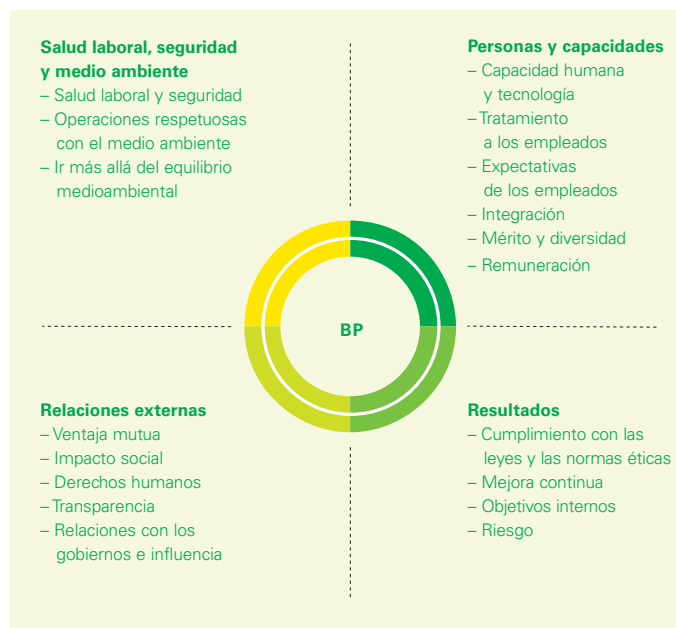 Salud laboral, seguridad
y medio ambiente
– Salud laboral y seguridad
– Operaciones respetuosas
con el medio ambiente
– Ir más allá del equilibrio
medioambiental
Personas y capacidades
– Capacidad humana
y tecnología
– Tratamiento
a los empleados
– Expectativas
de los empleados
– Integración
– Mérito y diversidad
– Remuneración
BP
Relaciones externas
– Ventaja mutua
– Impacto social
– Derechos humanos
– Transparencia
– Relaciones con los
gobiernos e influencia
Resultados
– Cumplimiento con las
leyes y las normas éticas
– Mejora continua
– Objetivos internos
– Riesgo